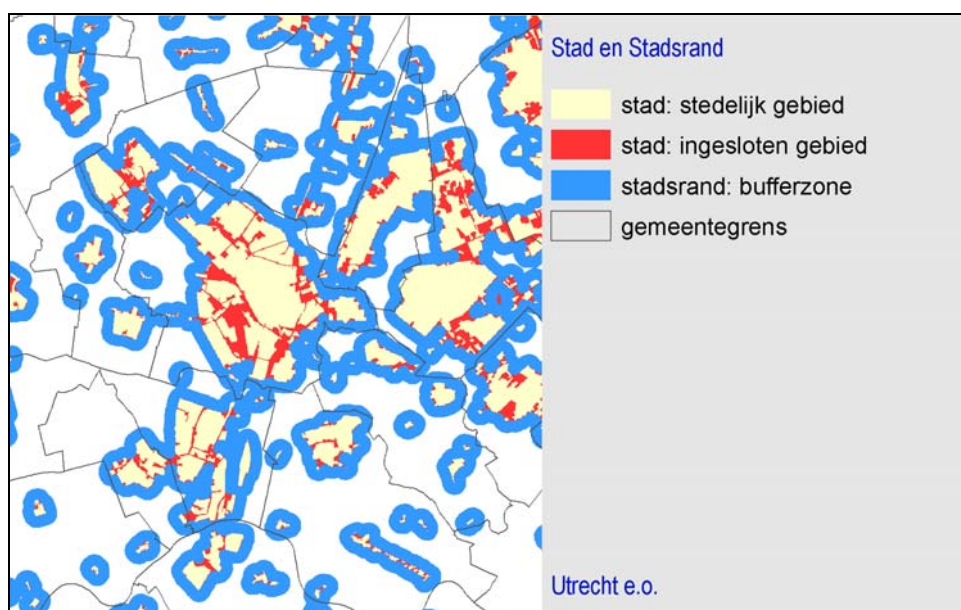 Stad en Stadsrand
stad: stedelijk gebied
stad: ingesloten gebied
stadsrand: bufferzone
gemeentegrens
Utrecht e.o.